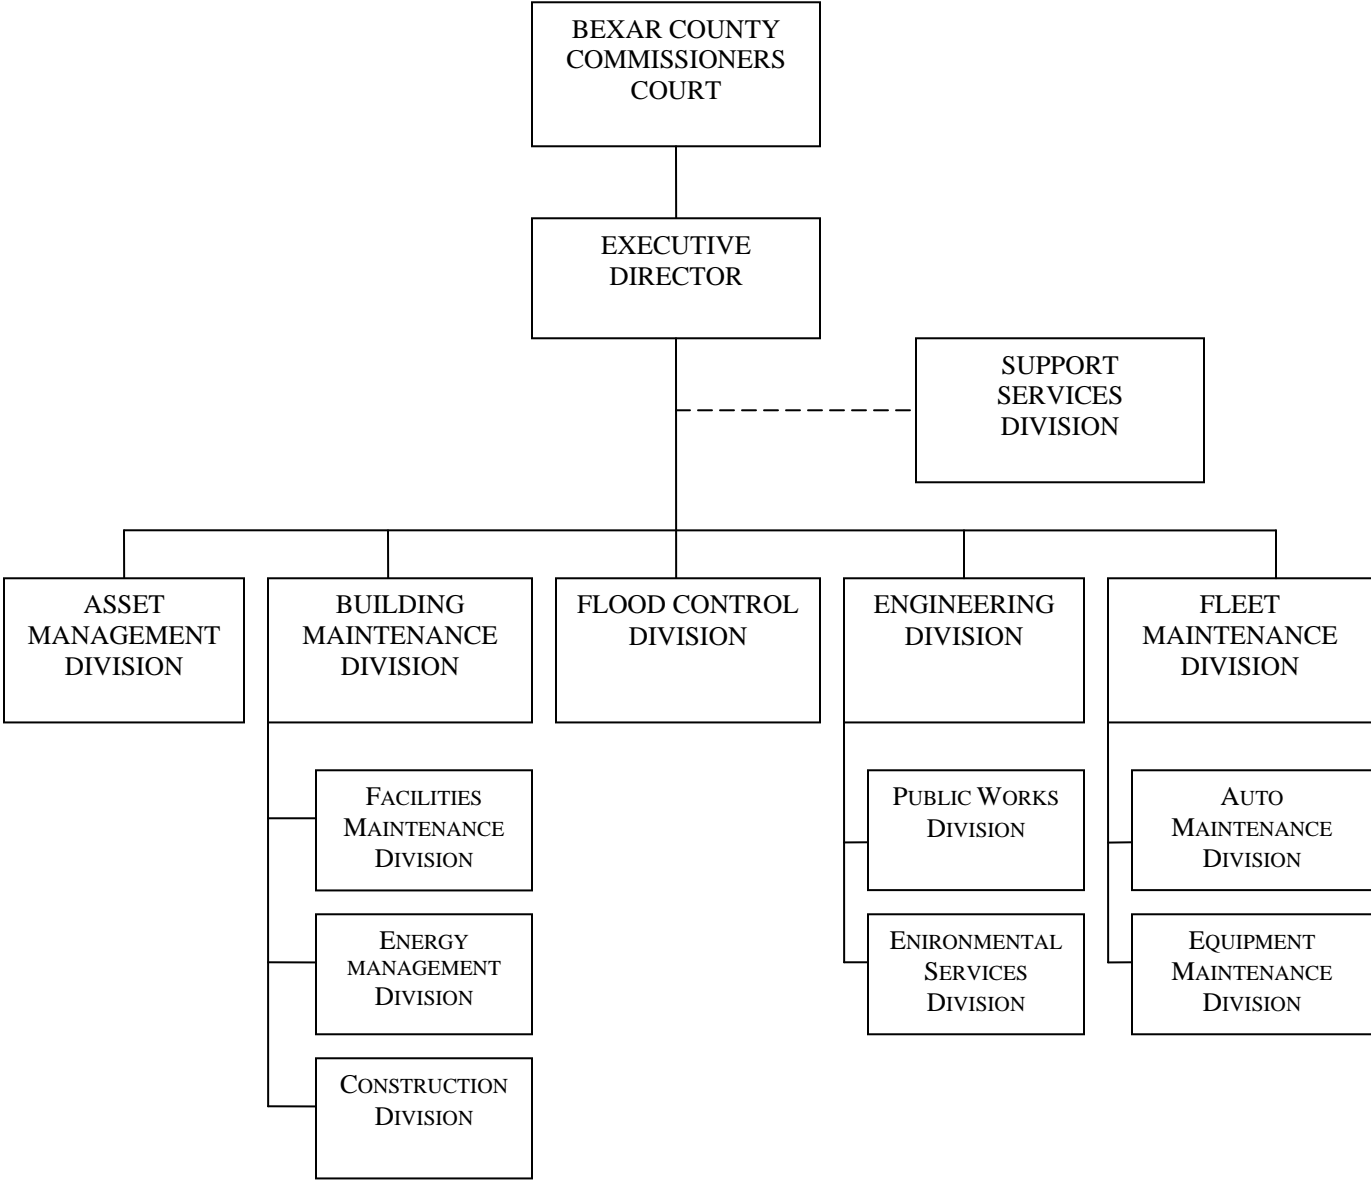 BEXAR COUNTY
COMMISSIONERS
COURT
EXECUTIVE
DIRECTOR
SUPPORT
SERVICES
DIVISION
ASSET
MANAGEMENT
DIVISION
BUILDING
MAINTENANCE
DIVISION
FLOOD CONTROL
DIVISION
ENGINEERING
DIVISION
FLEET
MAINTENANCE
DIVISION
FACILITIES
MAINTENANCE
DIVISION
ENERGY
MANAGEMENT
DIVISION
CONSTRUCTION
DIVISION
PUBLIC WORKS
DIVISION
ENIRONMENTAL
SERVICES
DIVISION
AUTO
MAINTENANCE
DIVISION
EQUIPMENT
MAINTENANCE
DIVISION